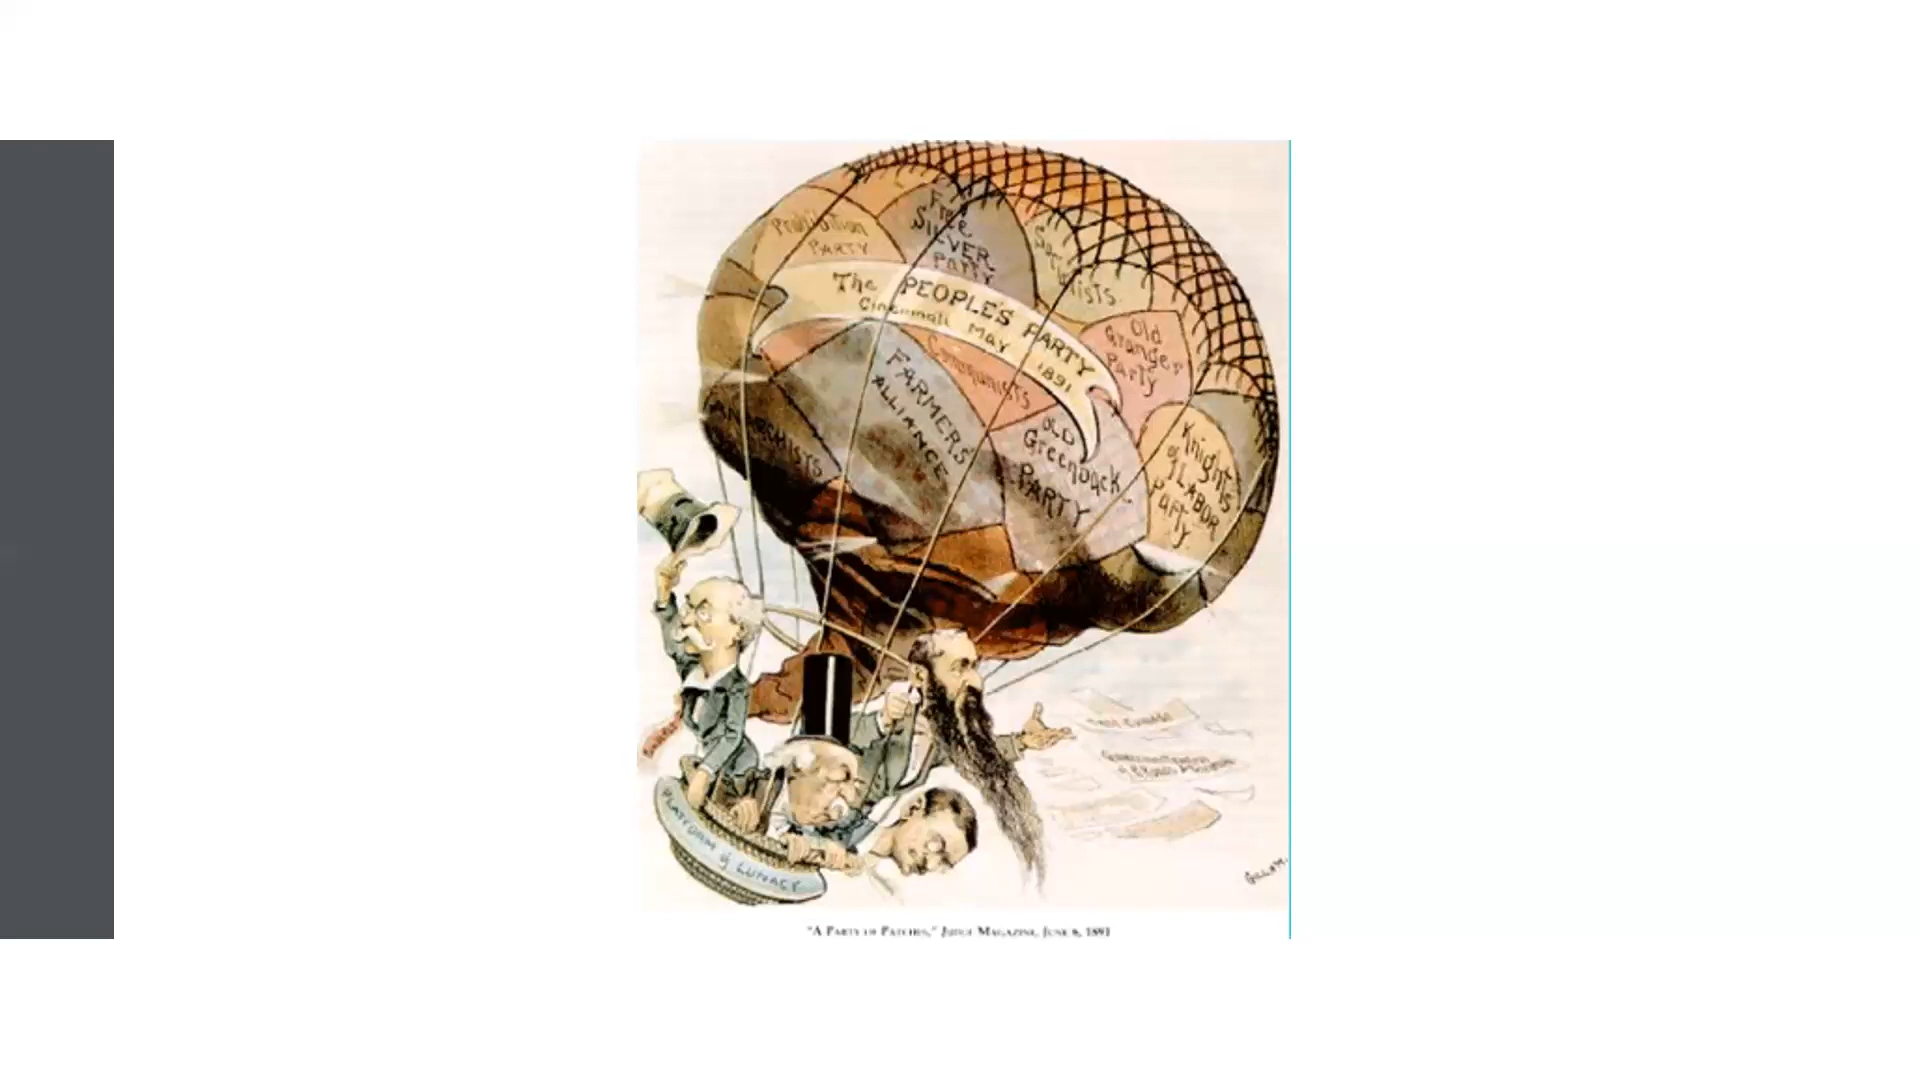 Prohibition
PARTY
Free
SILVER
Party
Socialists
The PEOPLE'S PARTY
Cincinnati May 1891
Old
Granger
Party
Communists
FARMERS'
ALLIANCE
ANARCHISTS
OLD
Greenback
PARTY
Knights
of
LABOR
Party
PLATFORM of LUNACY
GILLAM.
"A PARTY OF PATCHES," JUDGE MAGAZINE, JUNE 6, 1891